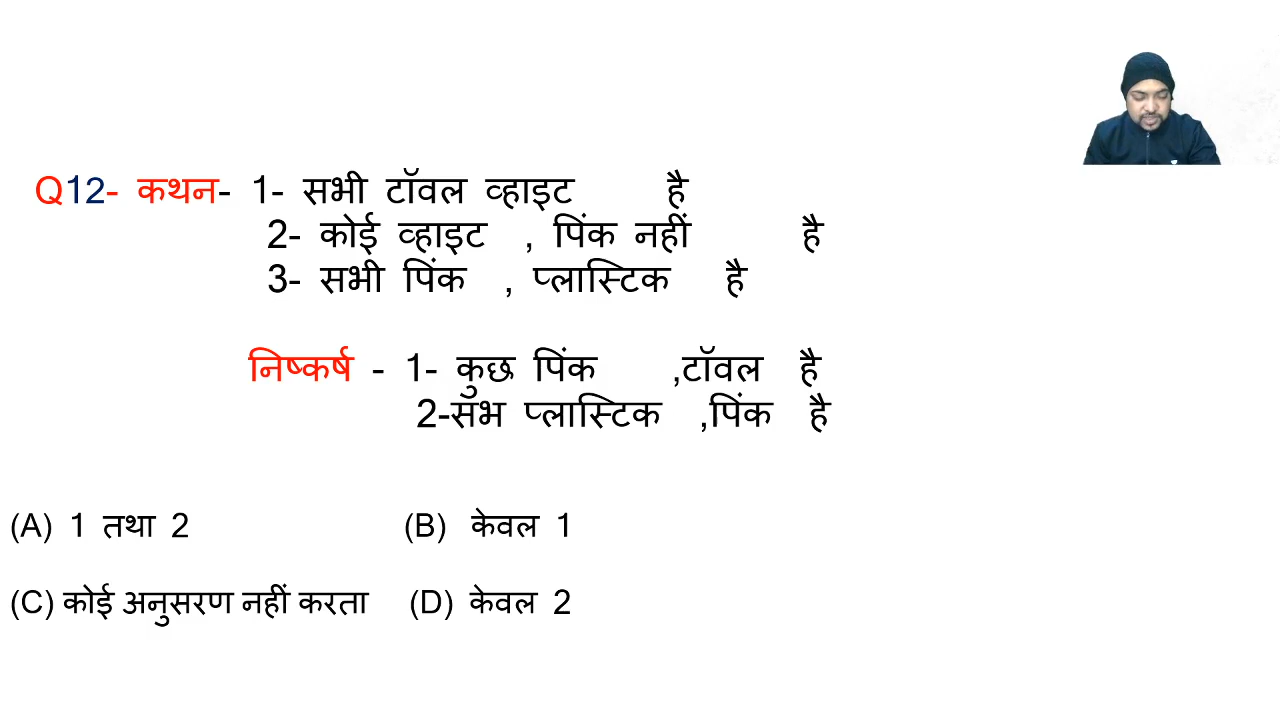 Q12- कथन- 1- सभी टॉवल व्हाइट है
2- कोई व्हाइट , पिंक नहीं है
3- सभी पिंक , प्लास्टिक है
निष्कर्ष - 1- कुछ पिंक ,टॉवल है
2-सभ प्लास्टिक ,पिंक है
(A) 1 तथा 2 (B) केवल 1
(C) कोई अनुसरण नहीं करता (D) केवल 2